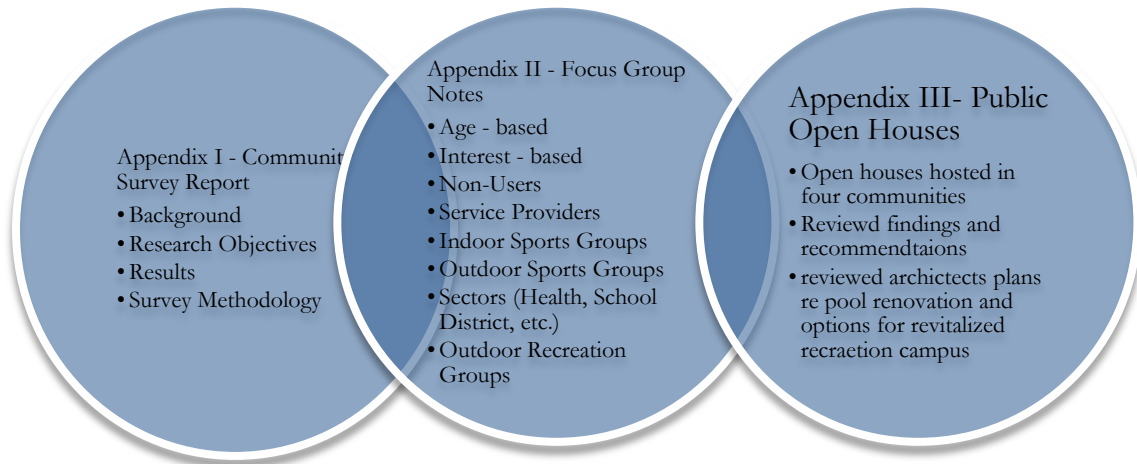 Appendix I - Communit
Survey Report
• Background
• Research Objectives
• Results
• Survey Methodology
Appendix II - Focus Group
Notes
• Age - based
• Interest - based
• Non-Users
• Service Providers
• Indoor Sports Groups
• Outdoor Sports Groups
• Sectors (Health, School
District, etc.)
• Outdoor Recreation
Groups
Appendix III- Public
Open Houses
• Open houses hosted in
four communities
• Reviewd findings and
recommendtaions
• reviewed archictects plans
re pool renovation and
options for revitalized
recraetion campus